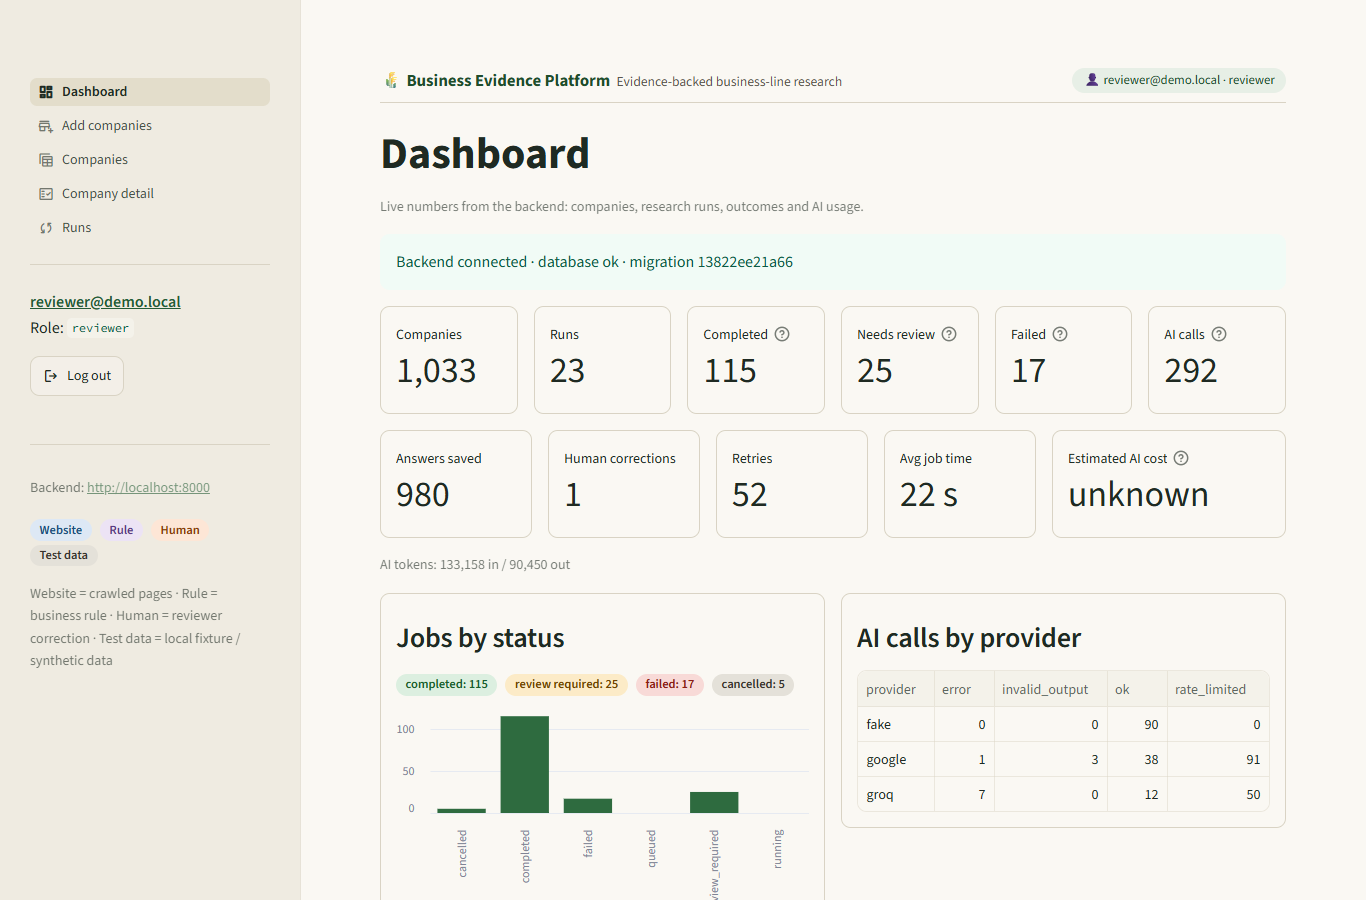 Dashboard
Add companies
Companies
Company detail
Runs
reviewer@demo.local
Role: reviewer
Log out
Backend: http://localhost:8000
Website Rule Human
Test data
Website = crawled pages · Rule =
business rule · Human = reviewer
correction · Test data = local fixture /
synthetic data
Business Evidence Platform Evidence-backed business-line research
reviewer@demo.local · reviewer
Dashboard
Live numbers from the backend: companies, research runs, outcomes and AI usage.
Backend connected · database ok · migration 13822ee21a66
Companies Runs Completed Needs review Failed AI calls
1,033 23 115 25 17 292
Answers saved Human corrections Retries Avg job time Estimated AI cost
980 1 52 22 s unknown
AI tokens: 133,158 in / 90,450 out
Jobs by status
completed: 115 review required: 25 failed: 17 cancelled: 5
100
50
0
cancelled
completed
failed
queued
view_required
running
AI calls by provider
provider error invalid_output ok rate_limited
fake 0 0 90 0
google 1 3 38 91
groq 7 0 12 50